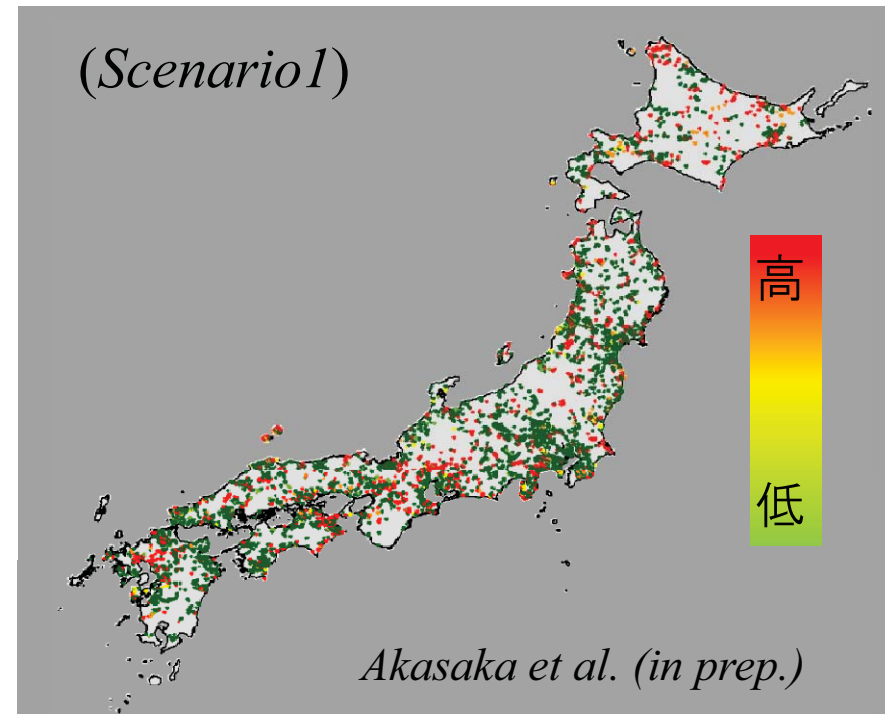 (Scenario1)
高
低
Akasaka et al. (in prep.)